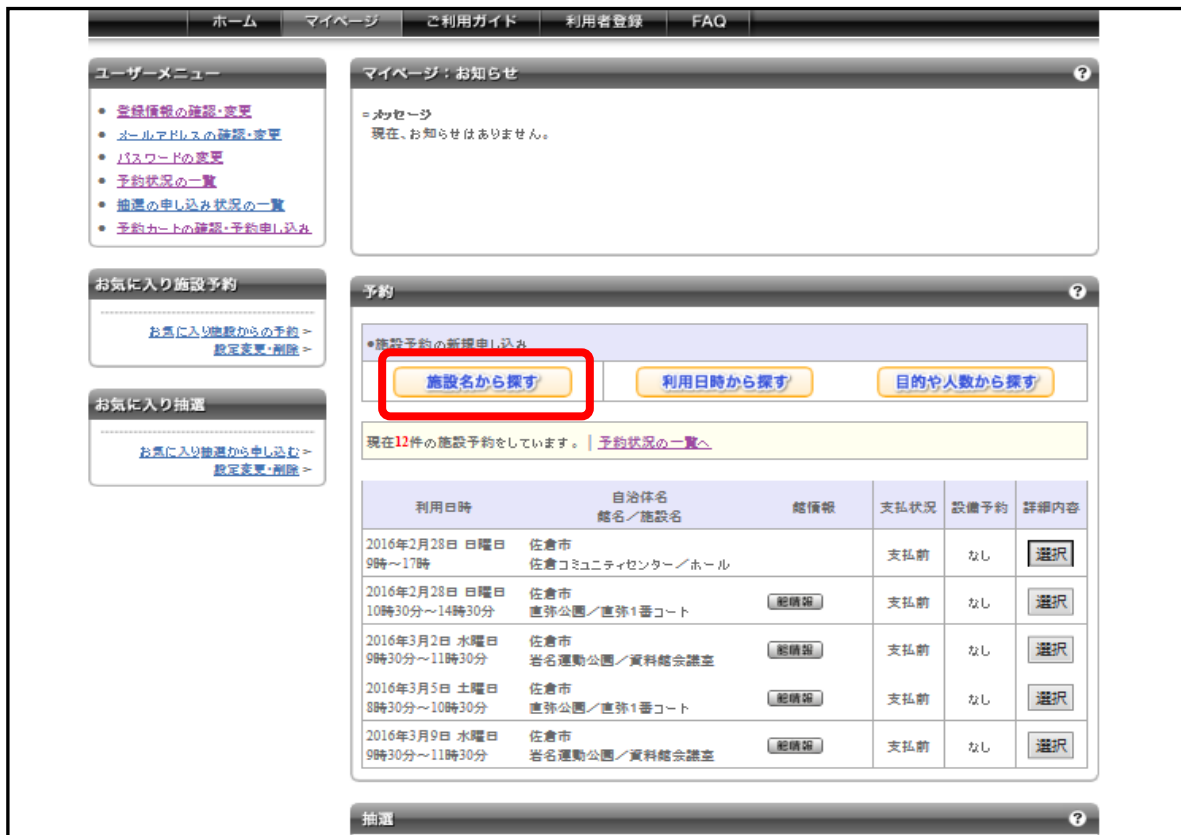 ホーム マイページ ご利用ガイド 利用者登録 FAQ
ユーザーメニュー
登録情報の確認・変更
メールアドレスの確認・変更
パスワードの変更
予約状況の一覧
抽選の申し込み状況の一覧
予約カートの確認・予約申し込み
お気に入り施設予約
お気に入り施設からの予約 >
設定変更・削除 >
お気に入り抽選
お気に入り抽選から申し込む >
設定変更・削除 >
マイページ：お知らせ ?
= メッセージ
現在、お知らせはありません。
予約 ?
●施設予約の新規申し込み
施設名から探す 利用日時から探す 目的や人数から探す
現在12件の施設予約をしています。 | 予約状況の一覧へ
利用日時 自治体名 館情報 支払状況 設備予約 詳細内容
館名／施設名
2016年2月28日 日曜日 佐倉市
9時～17時 佐倉コミュニティセンター／ホール 支払前 なし 選択
2016年2月28日 日曜日 佐倉市
10時30分～14時30分 直弥公園／直弥1番コート 館情報 支払前 なし 選択
2016年3月2日 水曜日 佐倉市
9時30分～11時30分 岩名運動公園／資料館会議室 館情報 支払前 なし 選択
2016年3月5日 土曜日 佐倉市
8時30分～10時30分 直弥公園／直弥1番コート 館情報 支払前 なし 選択
2016年3月9日 水曜日 佐倉市
9時30分～11時30分 岩名運動公園／資料館会議室 館情報 支払前 なし 選択
抽選 ?